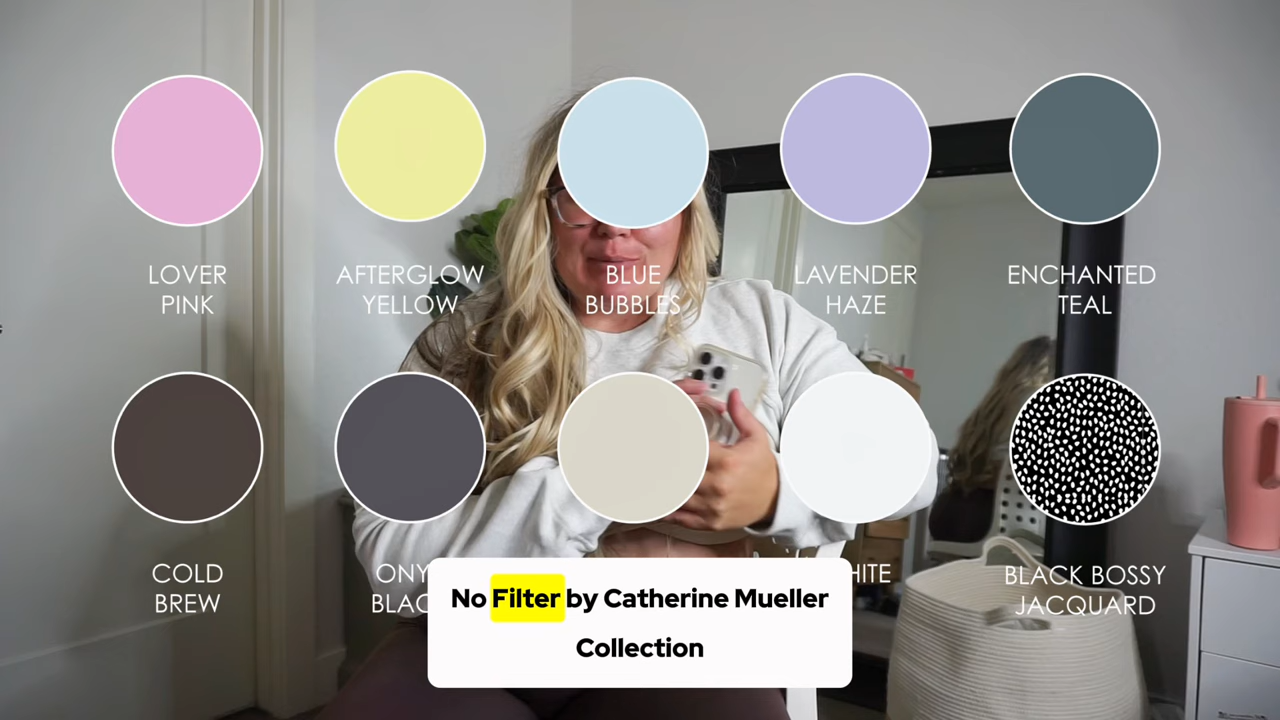 LOVER
PINK
AFTERGLOW
YELLOW
BLUE
BUBBLES
LAVENDER
HAZE
ENCHANTED
TEAL
COLD
BREW
BLACK BOSSY
JACQUARD
No Filter by Catherine Mueller
Collection